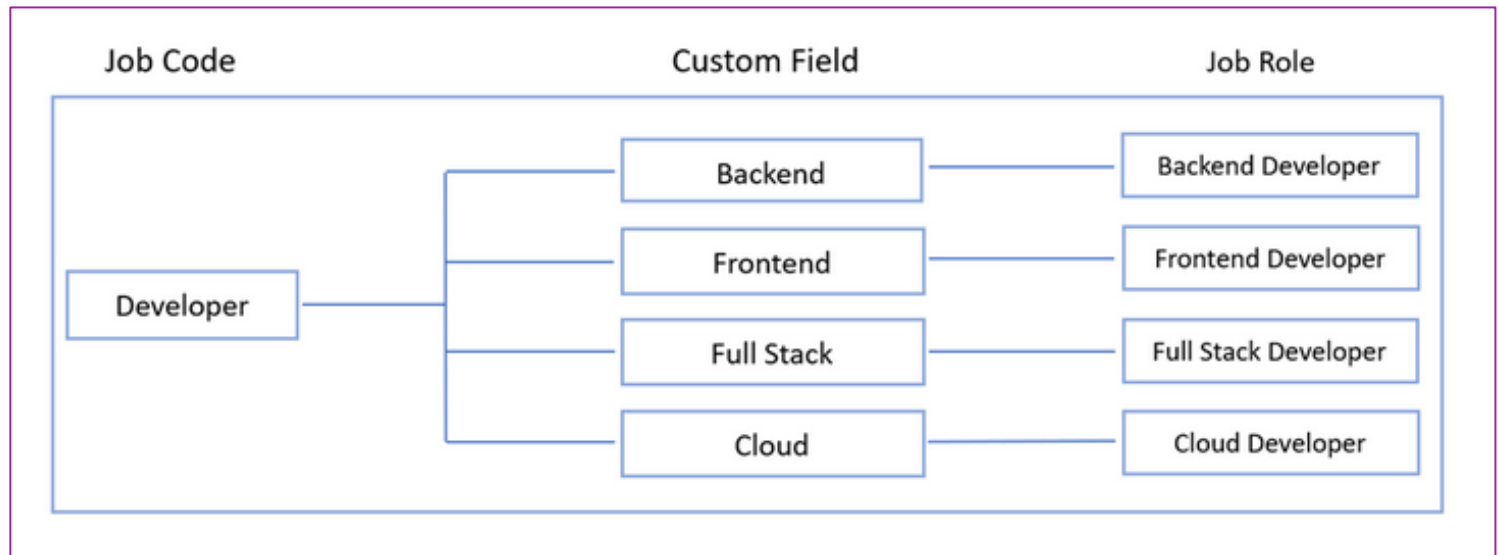 Job Code
Custom Field
Job Role
Developer
Backend
Backend Developer
Frontend
Frontend Developer
Full Stack
Full Stack Developer
Cloud
Cloud Developer